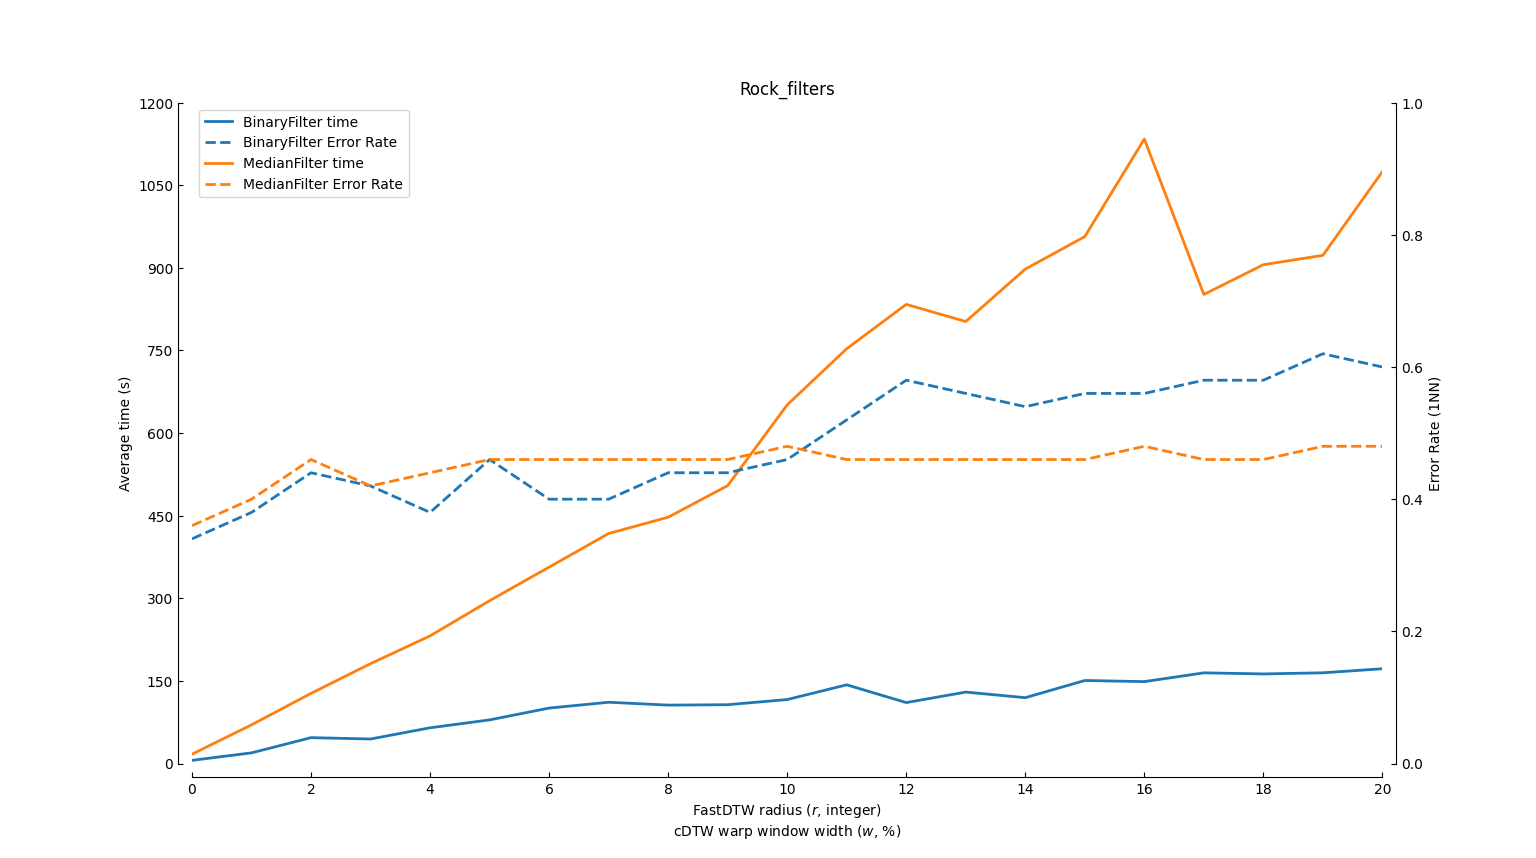 Rock_filters
1200
1050
900
750
600
450
300
150
0
Average time (s)
BinaryFilter time
BinaryFilter Error Rate
MedianFilter time
MedianFilter Error Rate
1.0
0.8
0.6
0.4
0.2
0.0
Error Rate (1NN)
0 2 4 6 8 10 12 14 16 18 20
FastDTW radius (r, integer)
cDTW warp window width (w, %)